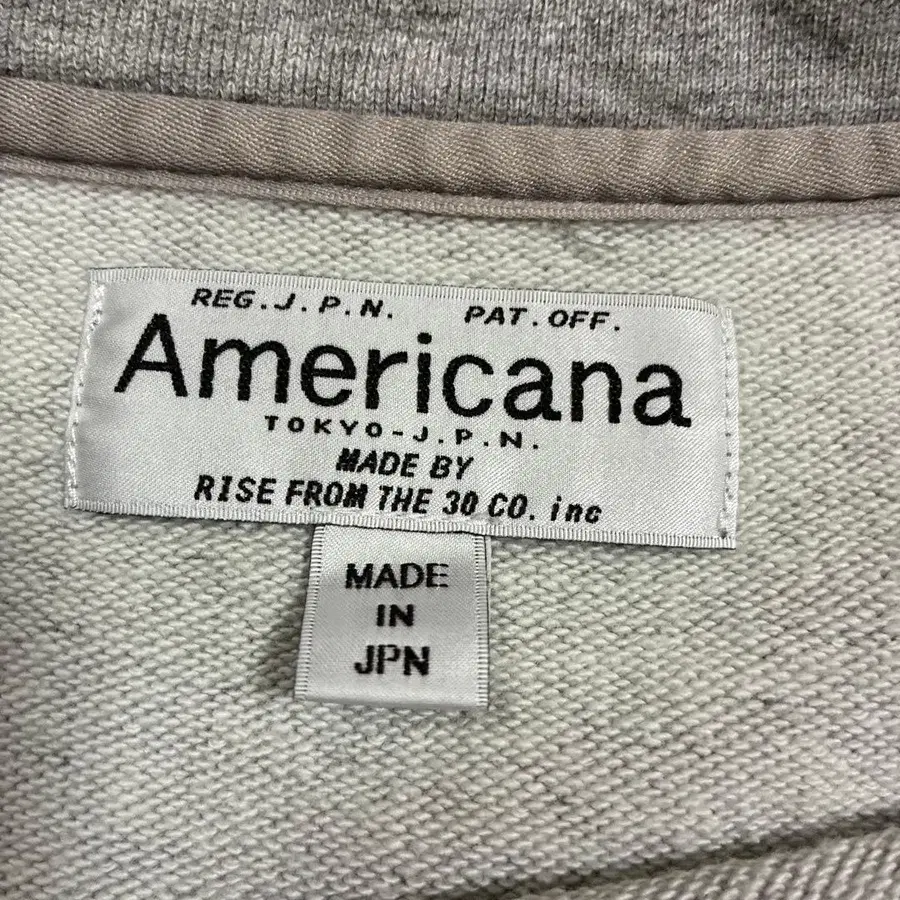 REG.J.P.N. PAT.OFF.
Americana
TOKYO-J.P.N.
MADE BY
RISE FROM THE 30 CO. inc
MADE
IN
JPN